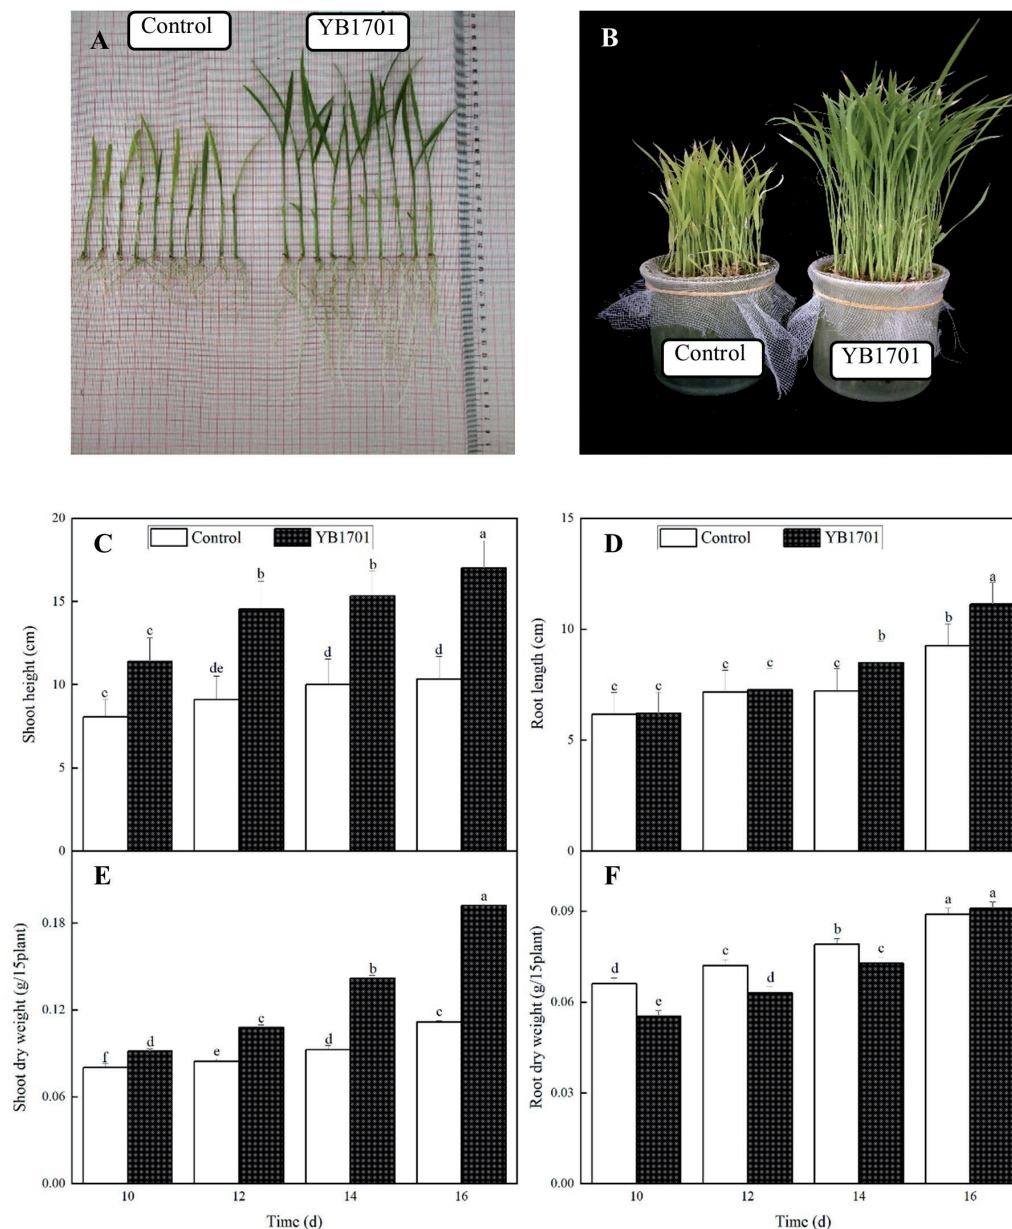 A
Control
YB1701
B
Control
YB1701
C
Control
YB1701
Shoot height (cm)
20
15
10
5
0
e
c
de
b
d
b
d
a
D
Control
YB1701
Root length (cm)
15
10
5
0
c
c
c
c
c
b
b
a
E
Shoot dry weight (g/15plant)
0.18
0.12
0.06
0.00
f
d
e
c
d
b
c
a
10
12
14
16
Time (d)
F
Root dry weight (g/15plant)
0.09
0.06
0.03
0.00
d
e
c
d
b
c
a
a
10
12
14
16
Time (d)